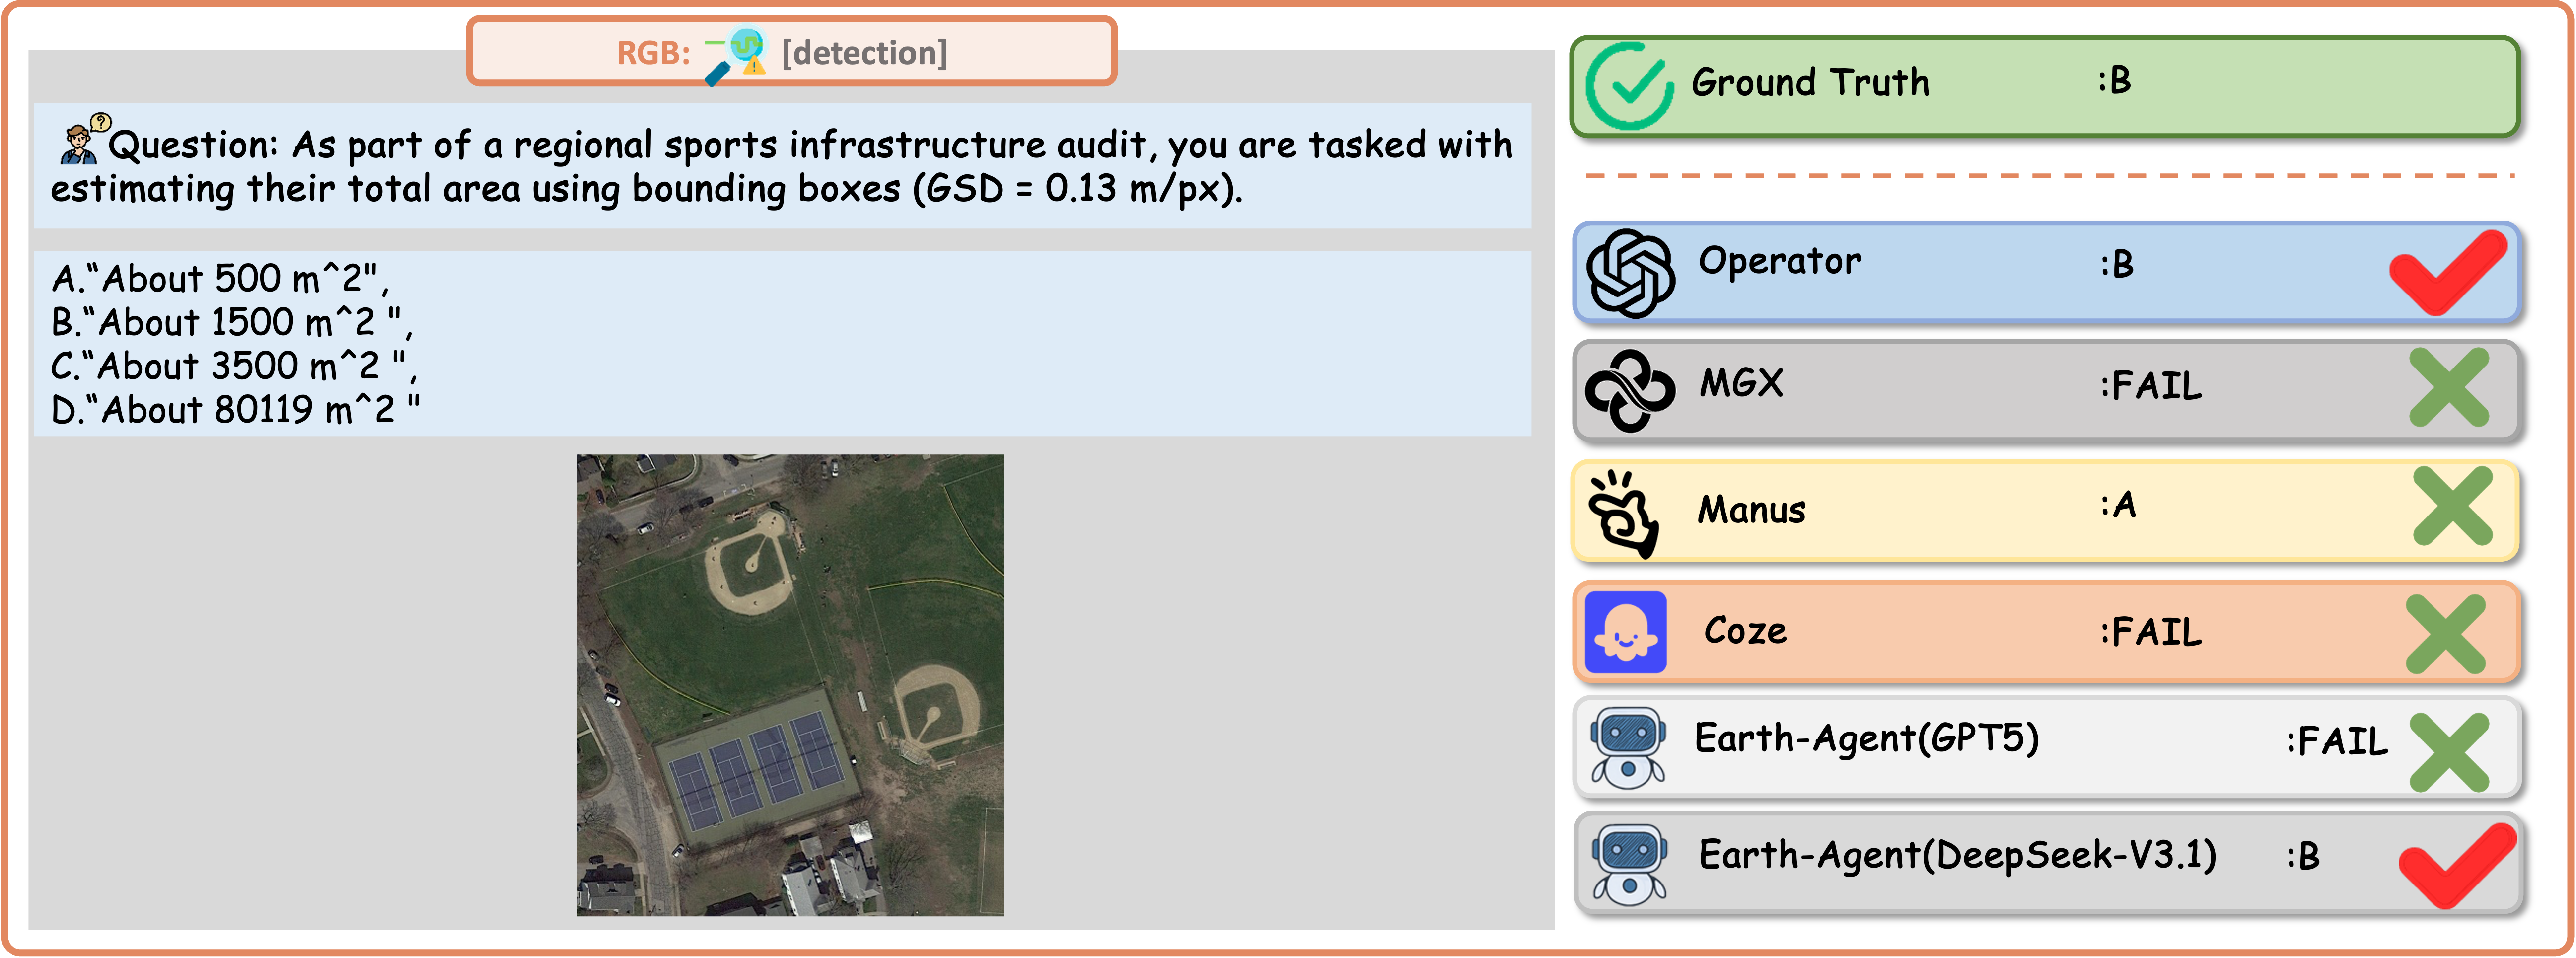 RGB: [detection]
Question: As part of a regional sports infrastructure audit, you are tasked with
estimating their total area using bounding boxes (GSD = 0.13 m/px).
A.“About 500 m^2",
B.“About 1500 m^2 ",
C.“About 3500 m^2 ",
D.“About 80119 m^2 "
Ground Truth :B
Operator :B
MGX :FAIL
Manus :A
Coze :FAIL
Earth-Agent(GPT5) :FAIL
Earth-Agent(DeepSeek-V3.1) :B